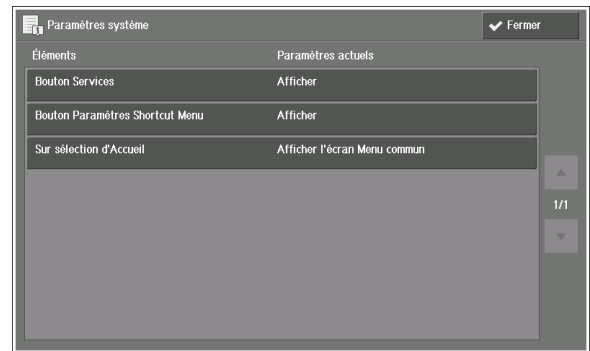 Paramètres système
Fermer
Éléments Paramètres actuels
Bouton Services Afficher
Bouton Paramètres Shortcut Menu Afficher
Sur sélection d'Accueil Afficher l'écran Menu commun
1/1